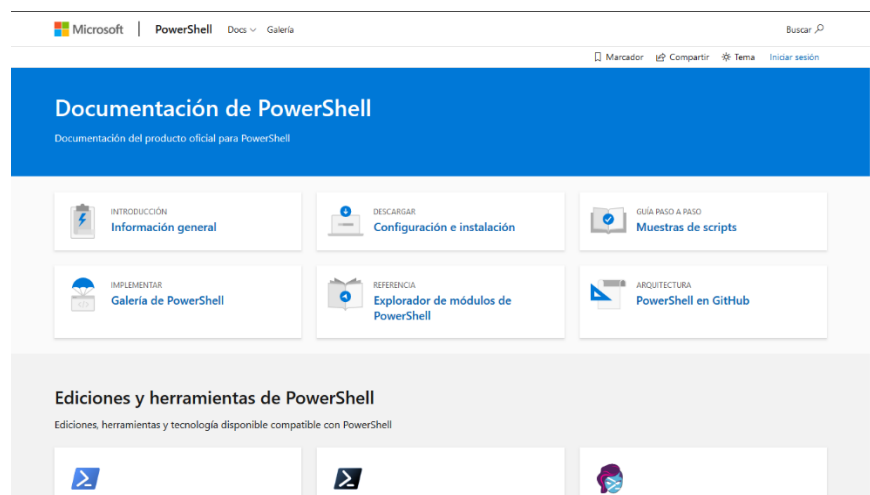 Microsoft PowerShell Docs Galería Buscar
Marcador Compartir Tema Iniciar sesión
Documentación de PowerShell
Documentación del producto oficial para PowerShell
INTRODUCCIÓN
Información general
DESCARGAR
Configuración e instalación
GUÍA PASO A PASO
Muestras de scripts
IMPLEMENTAR
Galería de PowerShell
REFERENCIA
Explorador de módulos de
PowerShell
ARQUITECTURA
PowerShell en GitHub
Ediciones y herramientas de PowerShell
Ediciones, herramientas y tecnología disponible compatible con PowerShell